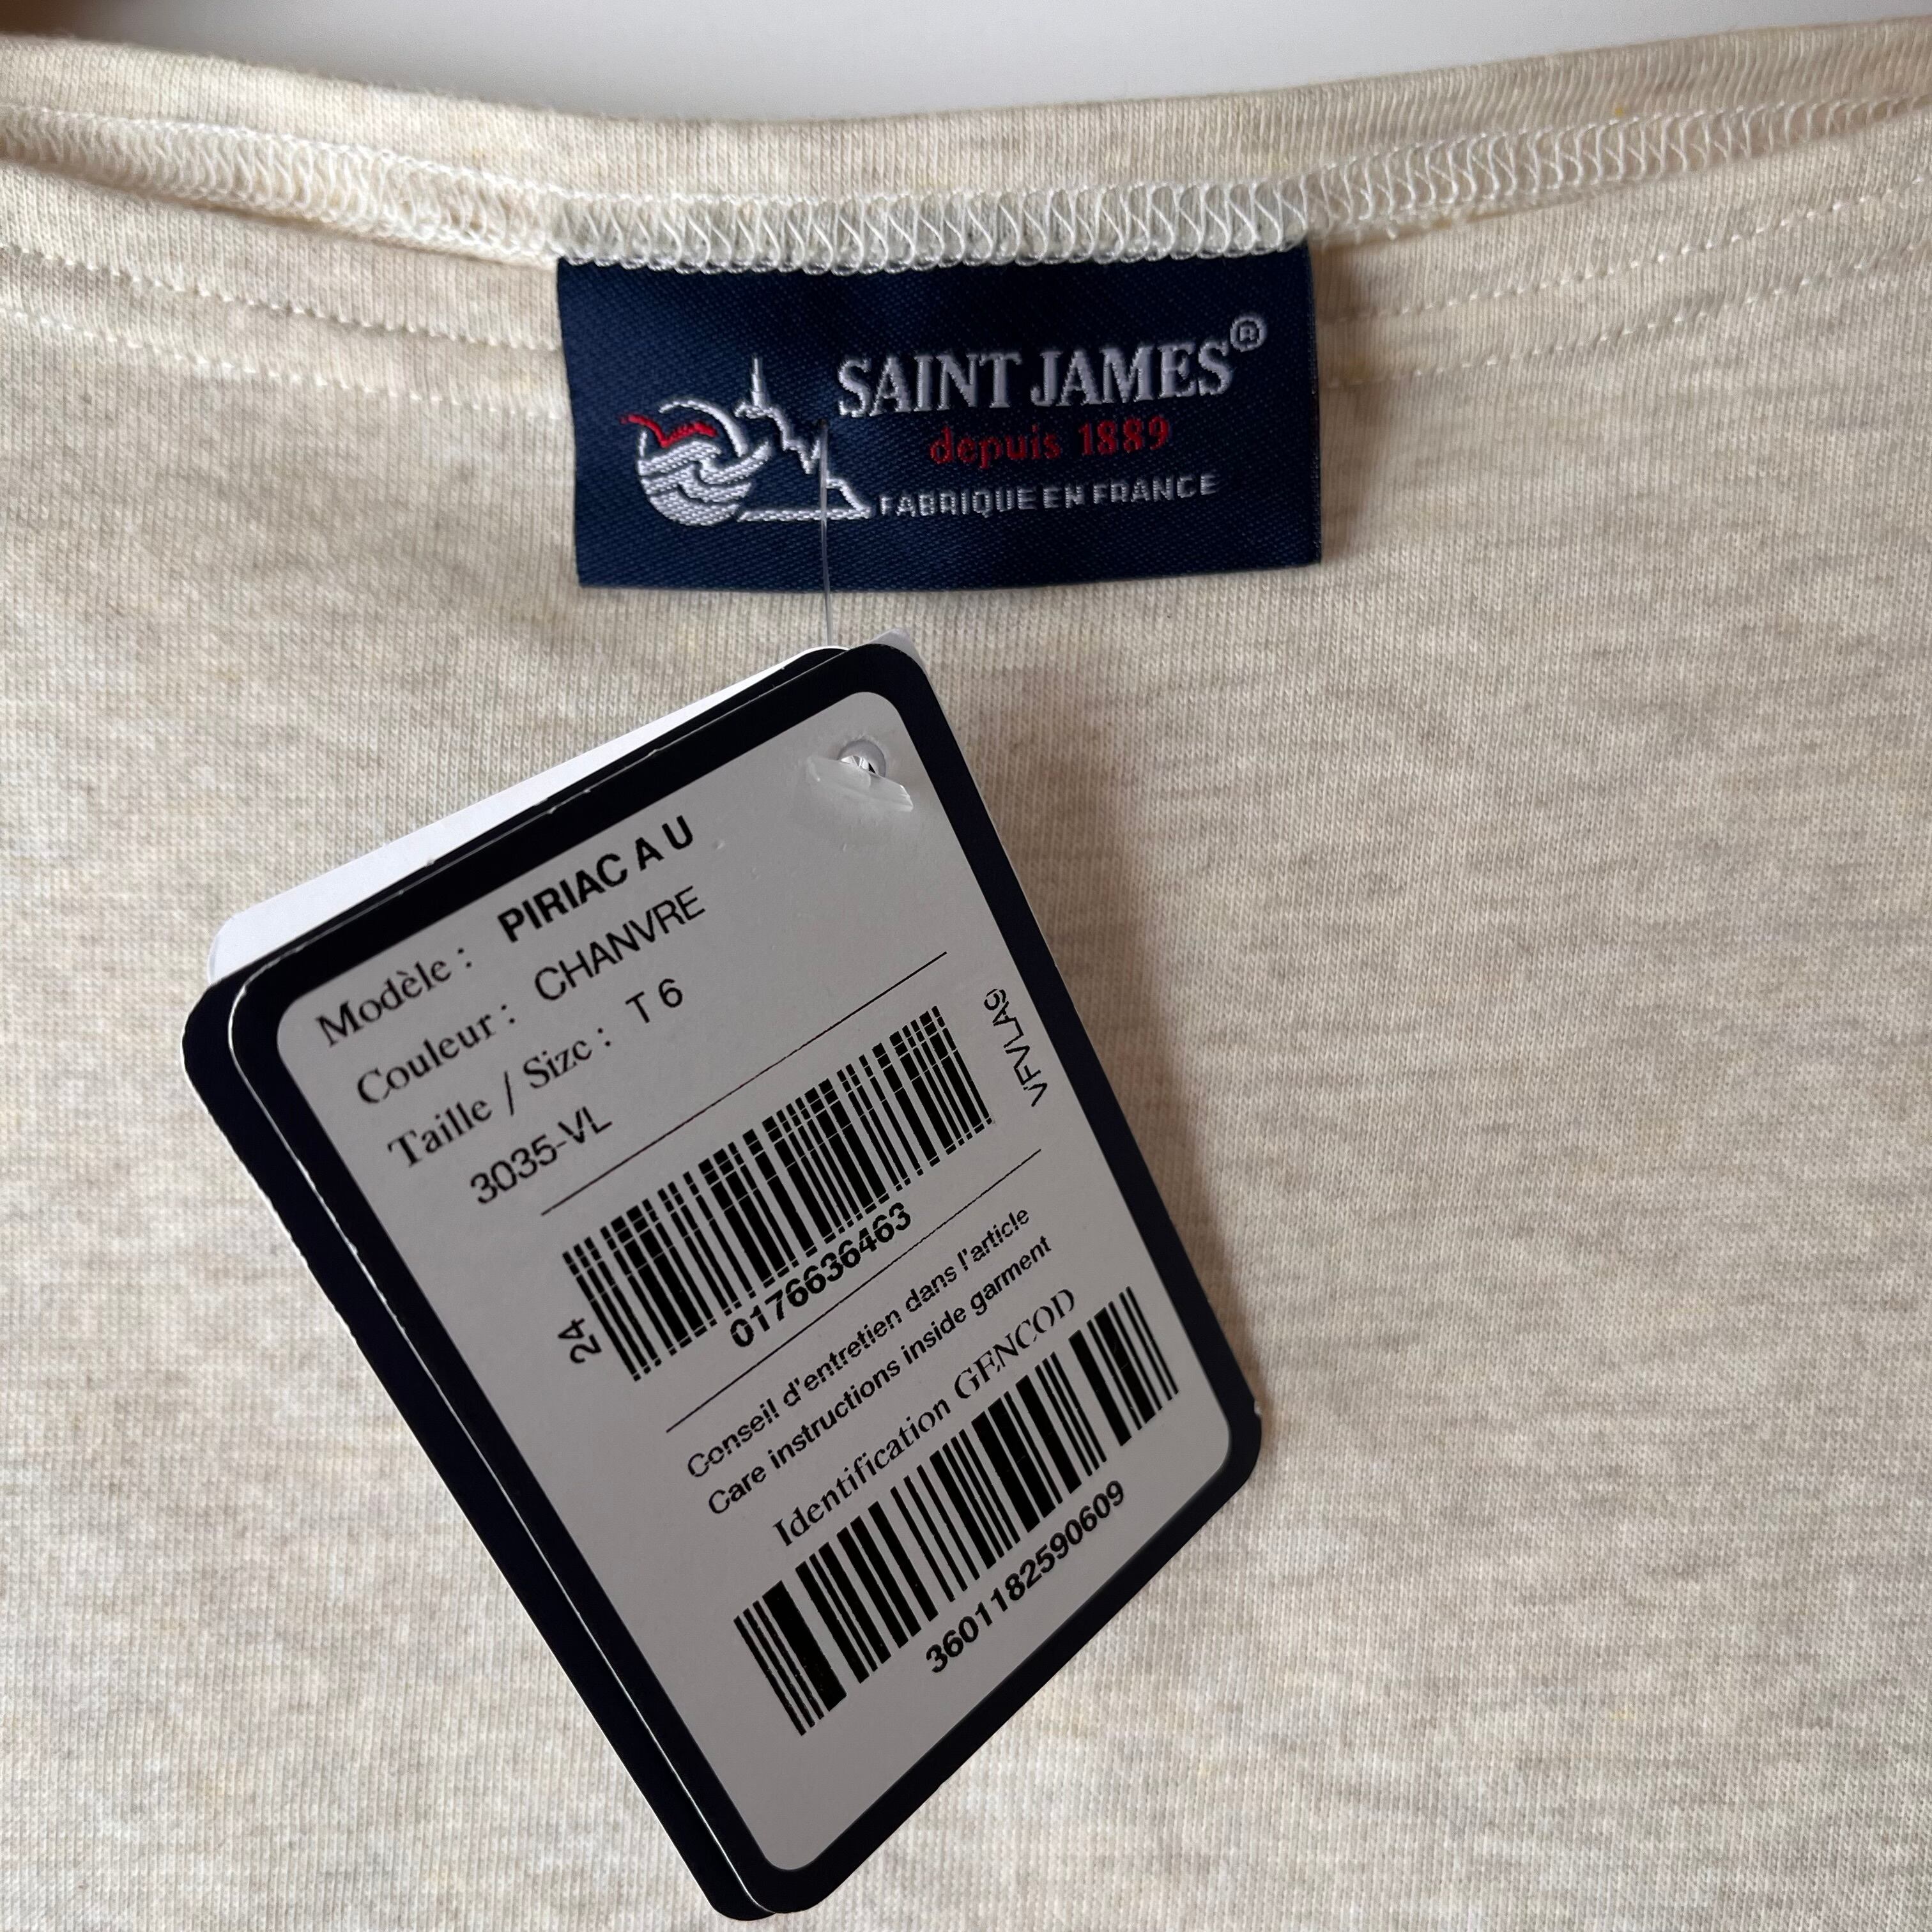 SAINT JAMES®
depuis 1889
FABRIQUE EN FRANCE
Modèle : PIRIAC A U
Couleur : CHANVRE
Taille / Size : T 6
3035-VL
24
0176636463
Conseil d'entretien dans l'article
Care instructions inside garment
Identification GENCOD
3601182590609